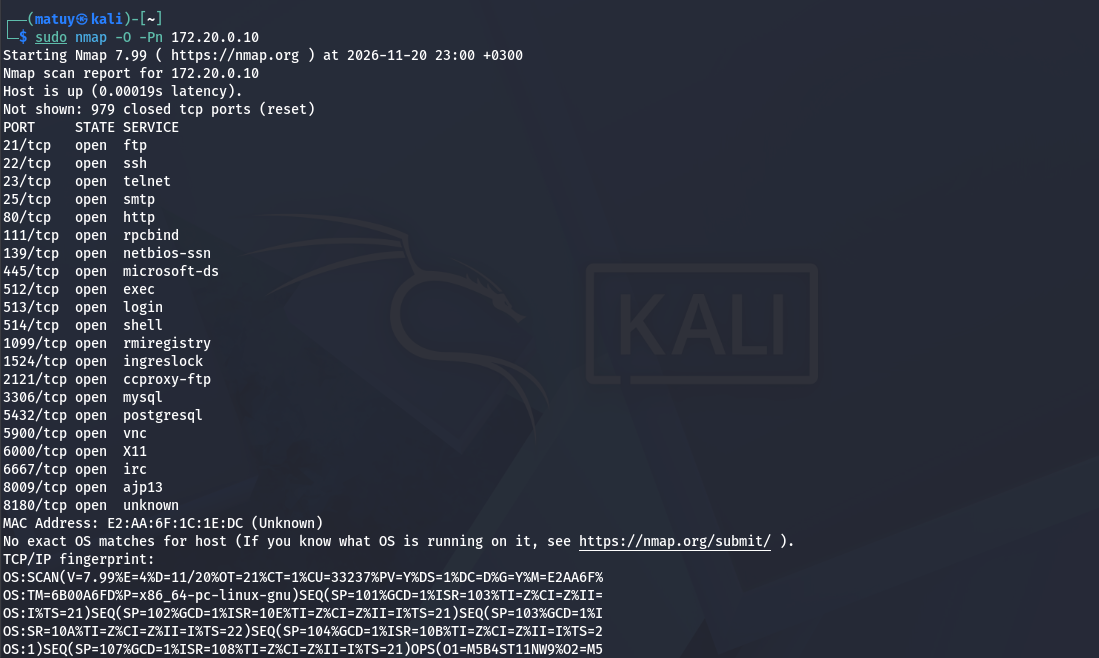 ┌──(matuy㉿kali)-[~]
└─$ sudo nmap -O -Pn 172.20.0.10
Starting Nmap 7.99 ( https://nmap.org ) at 2026-11-20 23:00 +0300
Nmap scan report for 172.20.0.10
Host is up (0.00019s latency).
Not shown: 979 closed tcp ports (reset)
PORT     STATE SERVICE
21/tcp   open  ftp
22/tcp   open  ssh
23/tcp   open  telnet
25/tcp   open  smtp
80/tcp   open  http
111/tcp  open  rpcbind
139/tcp  open  netbios-ssn
445/tcp  open  microsoft-ds
512/tcp  open  exec
513/tcp  open  login
514/tcp  open  shell
1099/tcp open  rmiregistry
1524/tcp open  ingreslock
2121/tcp open  ccproxy-ftp
3306/tcp open  mysql
5432/tcp open  postgresql
5900/tcp open  vnc
6000/tcp open  X11
6667/tcp open  irc
8009/tcp open  ajp13
8180/tcp open  unknown
MAC Address: E2:AA:6F:1C:1E:DC (Unknown)
No exact OS matches for host (If you know what OS is running on it, see https://nmap.org/submit/ ).
TCP/IP fingerprint:
OS:SCAN(V=7.99%E=4%D=11/20%OT=21%CT=1%CU=33237%PV=Y%DS=1%DC=D%G=Y%M=E2AA6F%
OS:TM=6B00A6FD%P=x86_64-pc-linux-gnu)SEQ(SP=101%GCD=1%ISR=103%TI=Z%CI=Z%II=
OS:I%TS=21)SEQ(SP=102%GCD=1%ISR=10E%TI=Z%CI=Z%II=I%TS=21)SEQ(SP=103%GCD=1%I
OS:SR=10A%TI=Z%CI=Z%II=I%TS=22)SEQ(SP=104%GCD=1%ISR=10B%TI=Z%CI=Z%II=I%TS=2
OS:1)SEQ(SP=107%GCD=1%ISR=108%TI=Z%CI=Z%II=I%TS=21)OPS(O1=M5B4ST11NW9%O2=M5
KALI